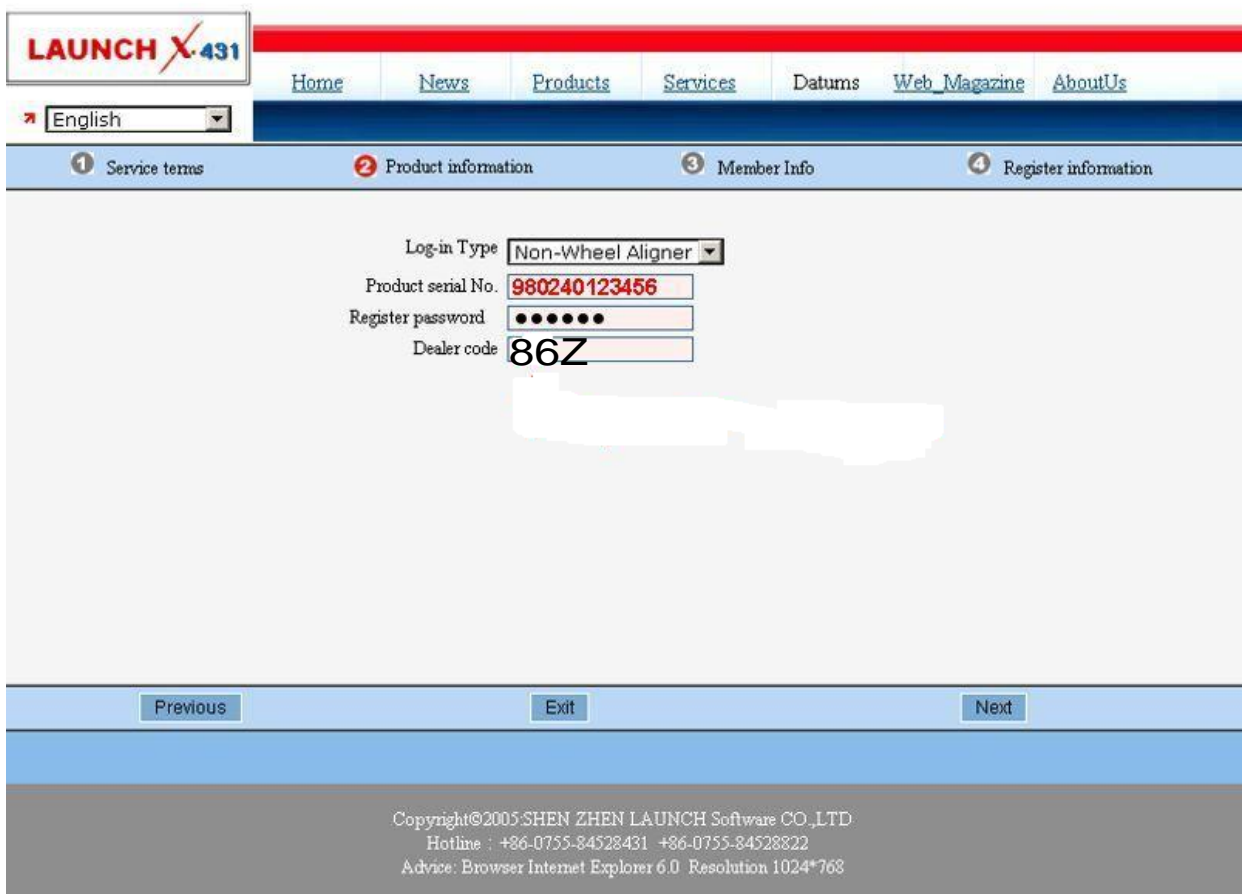 LAUNCH X-431
Home News Products Services Datums Web_Magazine AboutUs
English
1 Service terms 2 Product information 3 Member Info 4 Register information
Log-in Type Non-Wheel Aligner
Product serial No. 980240123456
Register password ●●●●●●
Dealer code 86Z
Previous Exit Next
Copyright©2005:SHEN ZHEN LAUNCH Software CO.,LTD
Hotline : +86-0755-84528431 +86-0755-84528822
Advice: Browser Internet Explorer 6.0 Resolution 1024*768